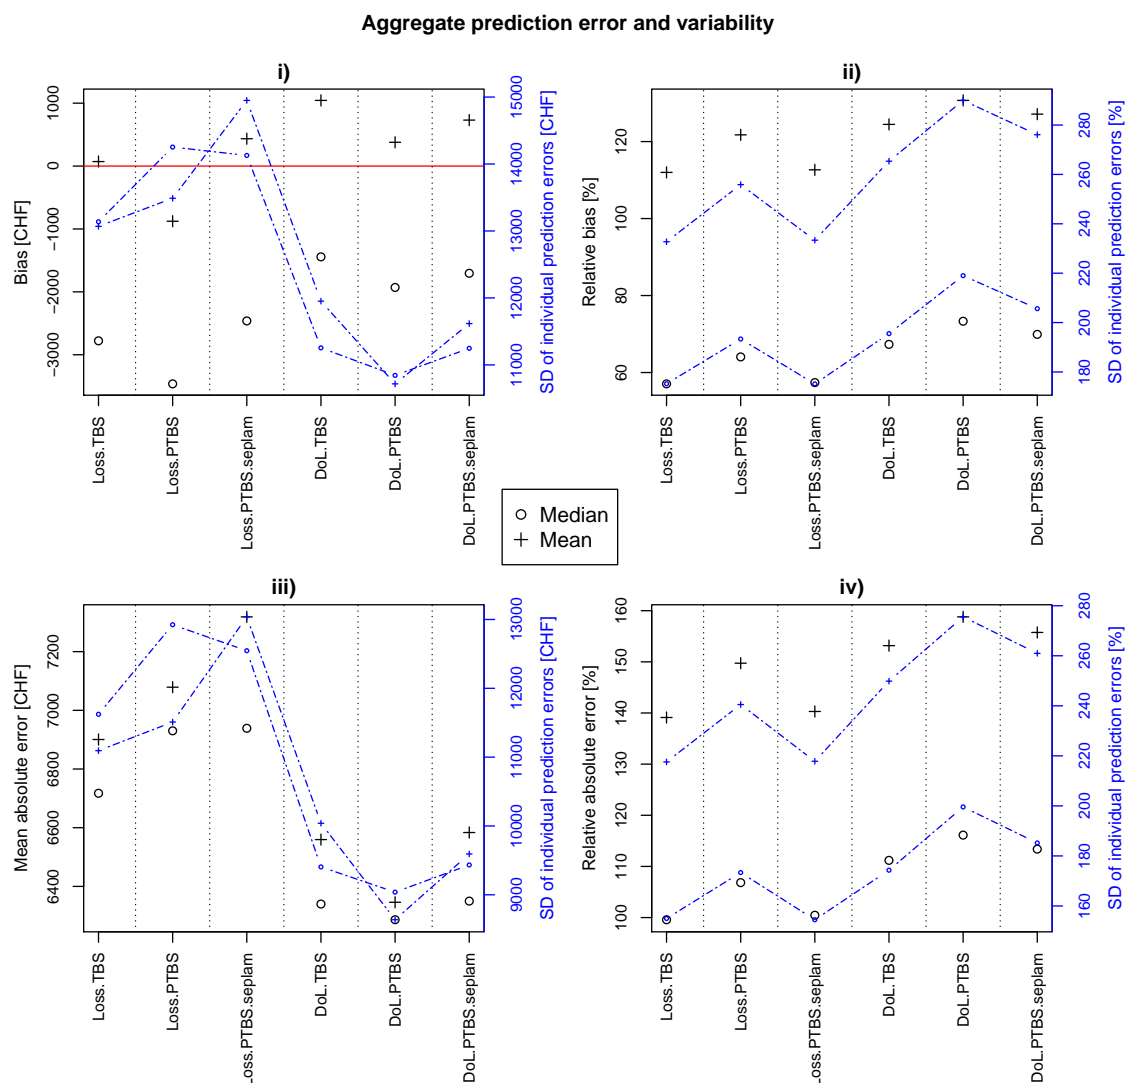 Aggregate prediction error and variability
i)
Bias [CHF]
1000
0
−1000
−2000
−3000
15000
14000
13000
12000
11000
SD of individual prediction errors [CHF]
Loss.TBS
Loss.PTBS
Loss.PTBS.seplam
DoL.TBS
DoL.PTBS
DoL.PTBS.seplam
ii)
Relative bias [%]
120
100
80
60
280
260
240
220
200
180
SD of individual prediction errors [%]
Loss.TBS
Loss.PTBS
Loss.PTBS.seplam
DoL.TBS
DoL.PTBS
DoL.PTBS.seplam
Median
Mean
iii)
Mean absolute error [CHF]
7200
7000
6800
6600
6400
13000
12000
11000
10000
9000
SD of individual prediction errors [CHF]
Loss.TBS
Loss.PTBS
Loss.PTBS.seplam
DoL.TBS
DoL.PTBS
DoL.PTBS.seplam
iv)
Relative absolute error [%]
160
150
140
130
120
110
100
280
260
240
220
200
180
160
SD of individual prediction errors [%]
Loss.TBS
Loss.PTBS
Loss.PTBS.seplam
DoL.TBS
DoL.PTBS
DoL.PTBS.seplam